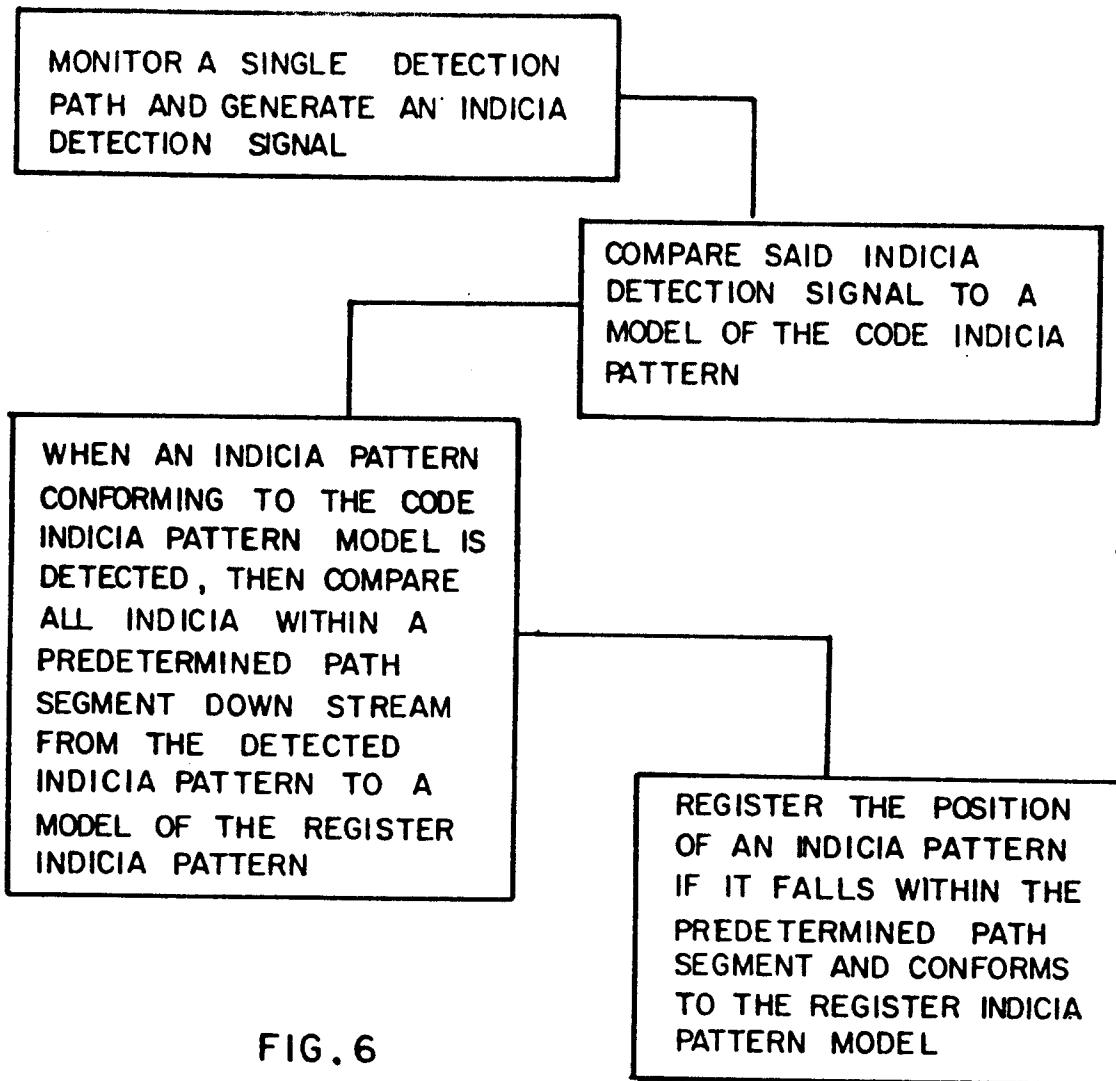 MONITOR A SINGLE DETECTION
PATH AND GENERATE AN INDICIA
DETECTION SIGNAL
COMPARE SAID INDICIA
DETECTION SIGNAL TO A
MODEL OF THE CODE INDICIA
PATTERN
WHEN AN INDICIA PATTERN
CONFORMING TO THE CODE
INDICIA PATTERN MODEL IS
DETECTED, THEN COMPARE
ALL INDICIA WITHIN A
PREDETERMINED PATH
SEGMENT DOWN STREAM
FROM THE DETECTED
INDICIA PATTERN TO A
MODEL OF THE REGISTER
INDICIA PATTERN
REGISTER THE POSITION
OF AN INDICIA PATTERN
IF IT FALLS WITHIN THE
PREDETERMINED PATH
SEGMENT AND CONFORMS
TO THE REGISTER INDICIA
PATTERN MODEL
FIG. 6